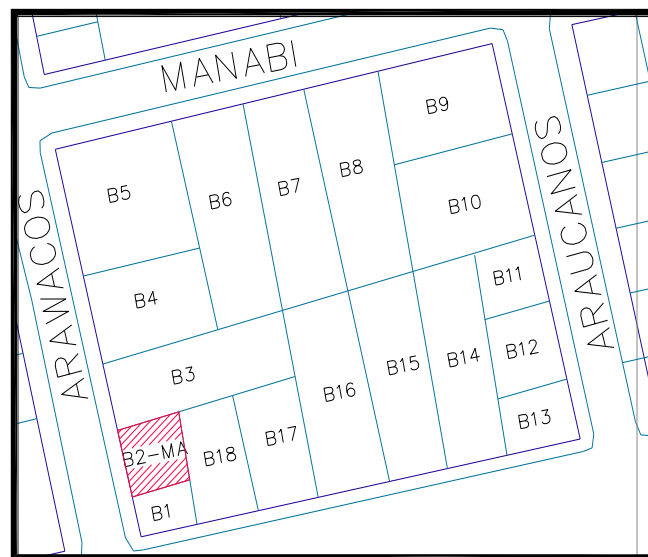 MANABI
ARAWACOS
ARAUCANOS
B5
B6
B7
B8
B9
B10
B4
B3
B11
B12
B13
B14
B15
B16
B17
B18
B2-MA
B1